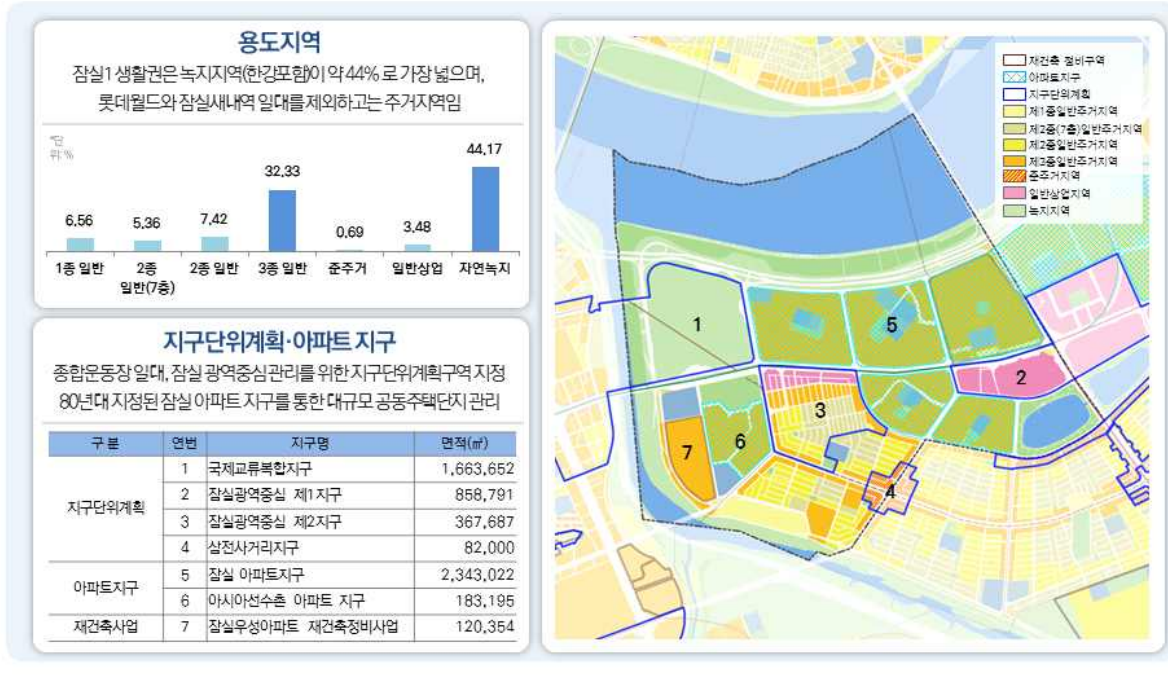 용도지역
잠실1 생활권은 녹지지역(한강포함)이 약 44% 로 가장 넓으며,
롯데월드와 잠실새내역 일대를 제외하고는 주거지역임
*단
위:%
6.56
5.36
7.42
32.33
0.69
3.48
44.17
1종 일반
2종
일반(7층)
2종 일반
3종 일반
준주거
일반상업
자연녹지
지구단위계획·아파트 지구
종합운동장 일대, 잠실 광역중심관리를 위한 지구단위계획구역 지정
80년대 지정된 잠실 아파트 지구를 통한 대규모 공동주택단지 관리
구 분 연번 지구명 면적(㎡)
지구단위계획
1 국제교류복합지구 1,663,652
2 잠실광역중심 제1지구 858,791
3 잠실광역중심 제2지구 367,687
4 삼전사거리지구 82,000
아파트지구
5 잠실 아파트지구 2,343,022
6 아시아선수촌 아파트 지구 183,195
재건축사업 7 잠실우성아파트 재건축정비사업 120,354
재건축 정비구역
아파트지구
지구단위계획
제1종일반주거지역
제2종(7층)일반주거지역
제2종일반주거지역
제3종일반주거지역
준주거지역
일반상업지역
녹지지역
1
5
2
3
6
7
4